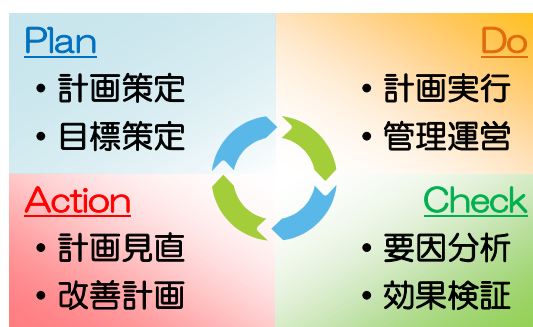 Plan
・計画策定
・目標策定
Do
・計画実行
・管理運営
Action
・計画見直
・改善計画
Check
・要因分析
・効果検証